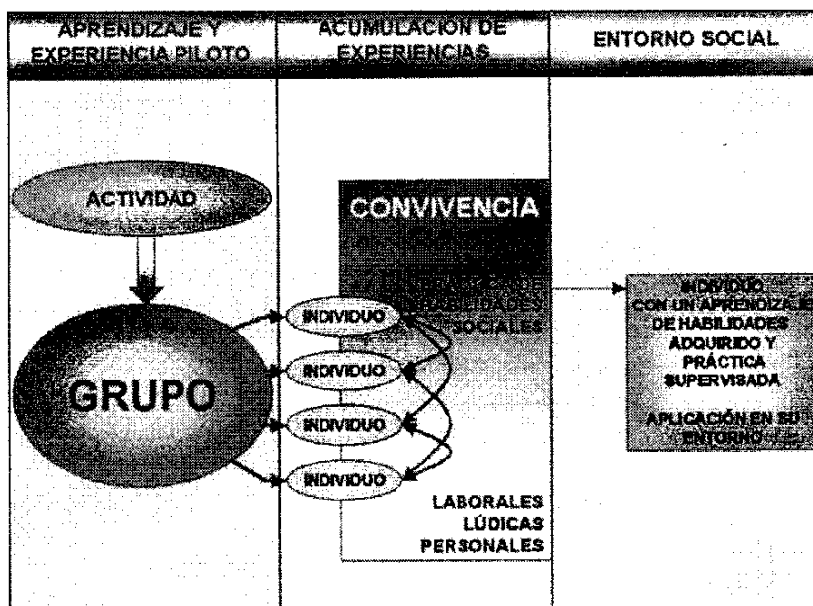 APRENDIZAJE Y
EXPERIENCIA PILOTO
ACUMULACIÓN DE
EXPERIENCIAS
ENTORNO SOCIAL
ACTIVIDAD
GRUPO
CONVIVENCIA
HABILIDADES
SOCIALES
INDIVIDUO
INDIVIDUO
INDIVIDUO
INDIVIDUO
LABORALES
LÚDICAS
PERSONALES
INDIVIDUO
CON UN APRENDIZAJE
DE HABILIDADES
ADQUIRIDO Y
PRÁCTICA
SUPERVISADA
APLICACIÓN EN SU
ENTORNO